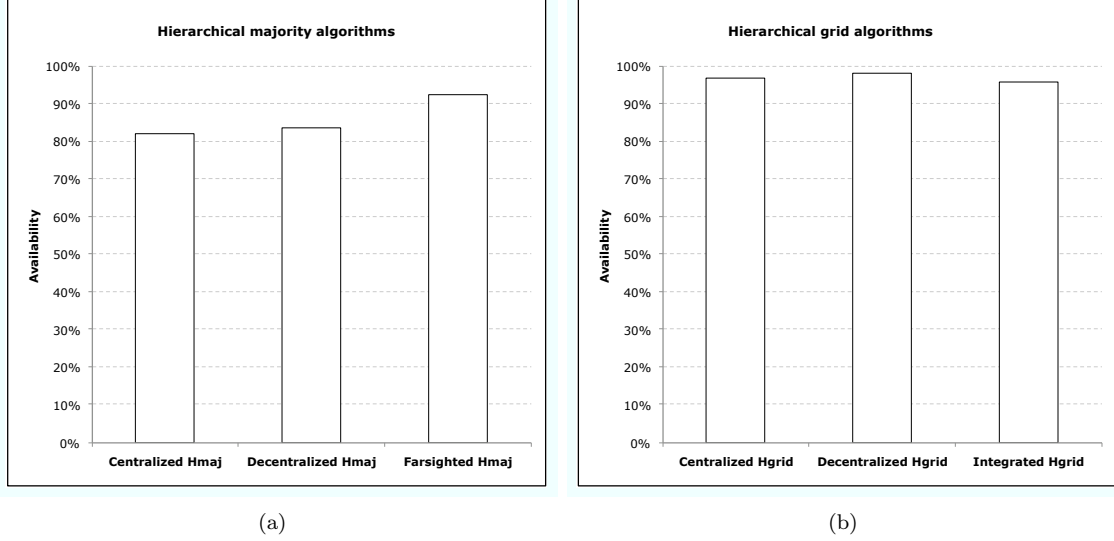 Hierarchical majority algorithms
100%
90%
80%
70%
60%
50%
40%
30%
20%
10%
0%
Availability
Centralized Hmaj Decentralized Hmaj Farsighted Hmaj
(a)
Hierarchical grid algorithms
100%
90%
80%
70%
60%
50%
40%
30%
20%
10%
0%
Availability
Centralized Hgrid Decentralized Hgrid Integrated Hgrid
(b)